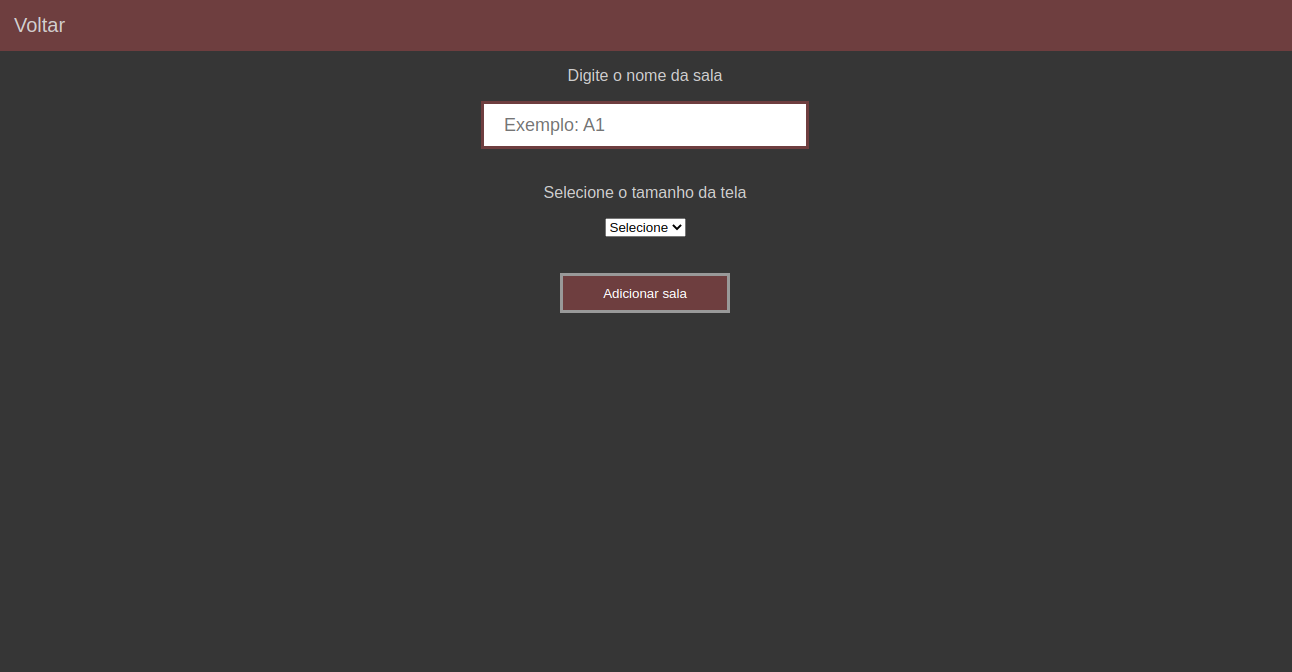 Voltar
Digite o nome da sala
Exemplo: A1
Selecione o tamanho da tela
Selecione
Adicionar sala